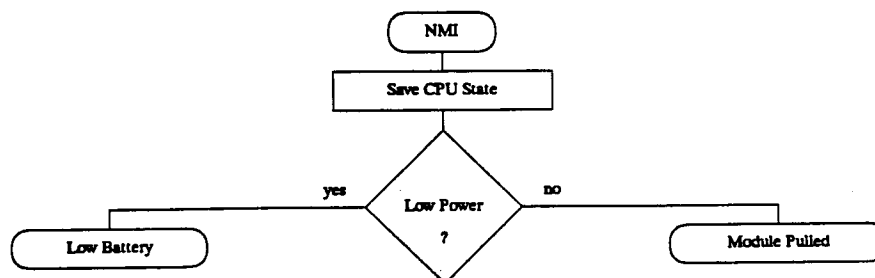 NMI
Save CPU State
yes
no
Low Power
?
Low Battery
Module Pulled